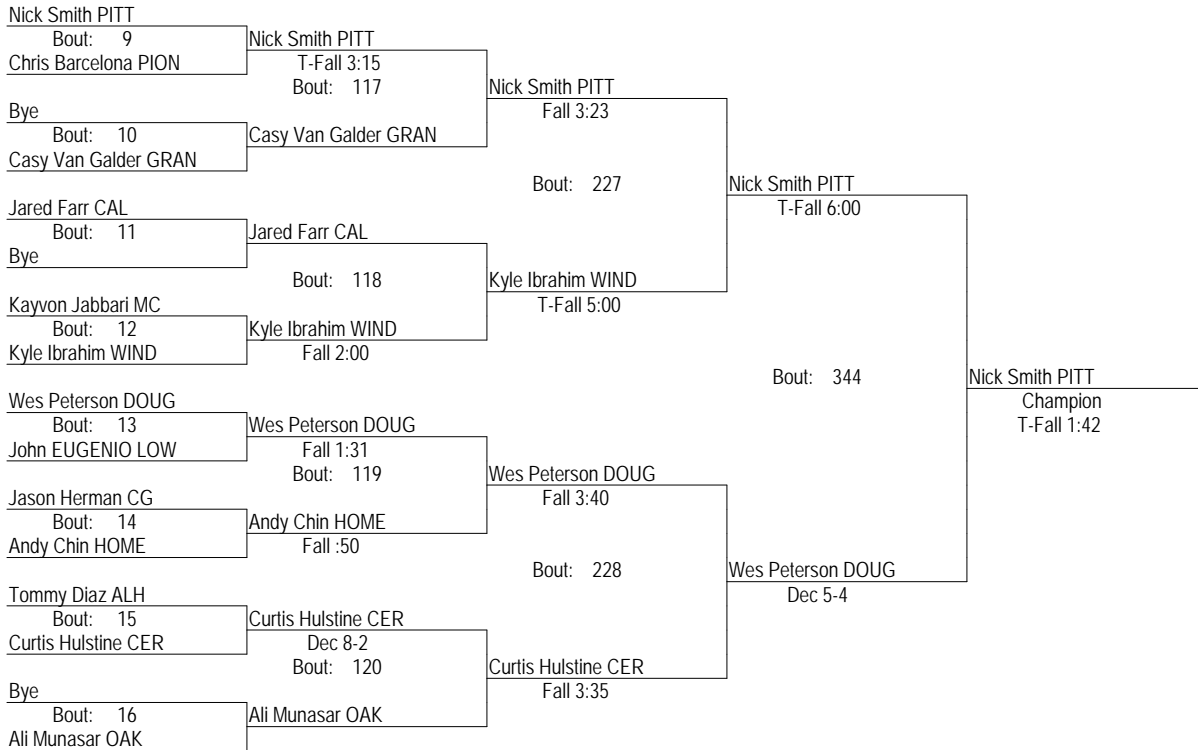 Nick Smith PITT
Bout: 9
Chris Barcelona PION
Bye
Bout: 10
Casy Van Galder GRAN
Jared Farr CAL
Bout: 11
Bye
Kayvon Jabbari MC
Bout: 12
Kyle Ibrahim WIND
Wes Peterson DOUG
Bout: 13
John EUGENIO LOW
Jason Herman CG
Bout: 14
Andy Chin HOME
Tommy Diaz ALH
Bout: 15
Curtis Hulstine CER
Bye
Bout: 16
Ali Munasar OAK
Nick Smith PITT
T-Fall 3:15
Bout: 117
Casy Van Galder GRAN
Jared Farr CAL
Bout: 118
Kyle Ibrahim WIND
Fall 2:00
Wes Peterson DOUG
Fall 1:31
Bout: 119
Andy Chin HOME
Fall :50
Curtis Hulstine CER
Dec 8-2
Bout: 120
Ali Munasar OAK
Nick Smith PITT
Fall 3:23
Bout: 227
Kyle Ibrahim WIND
T-Fall 5:00
Wes Peterson DOUG
Fall 3:40
Bout: 228
Curtis Hulstine CER
Fall 3:35
Nick Smith PITT
T-Fall 6:00
Bout: 344
Wes Peterson DOUG
Dec 5-4
Nick Smith PITT
Champion
T-Fall 1:42